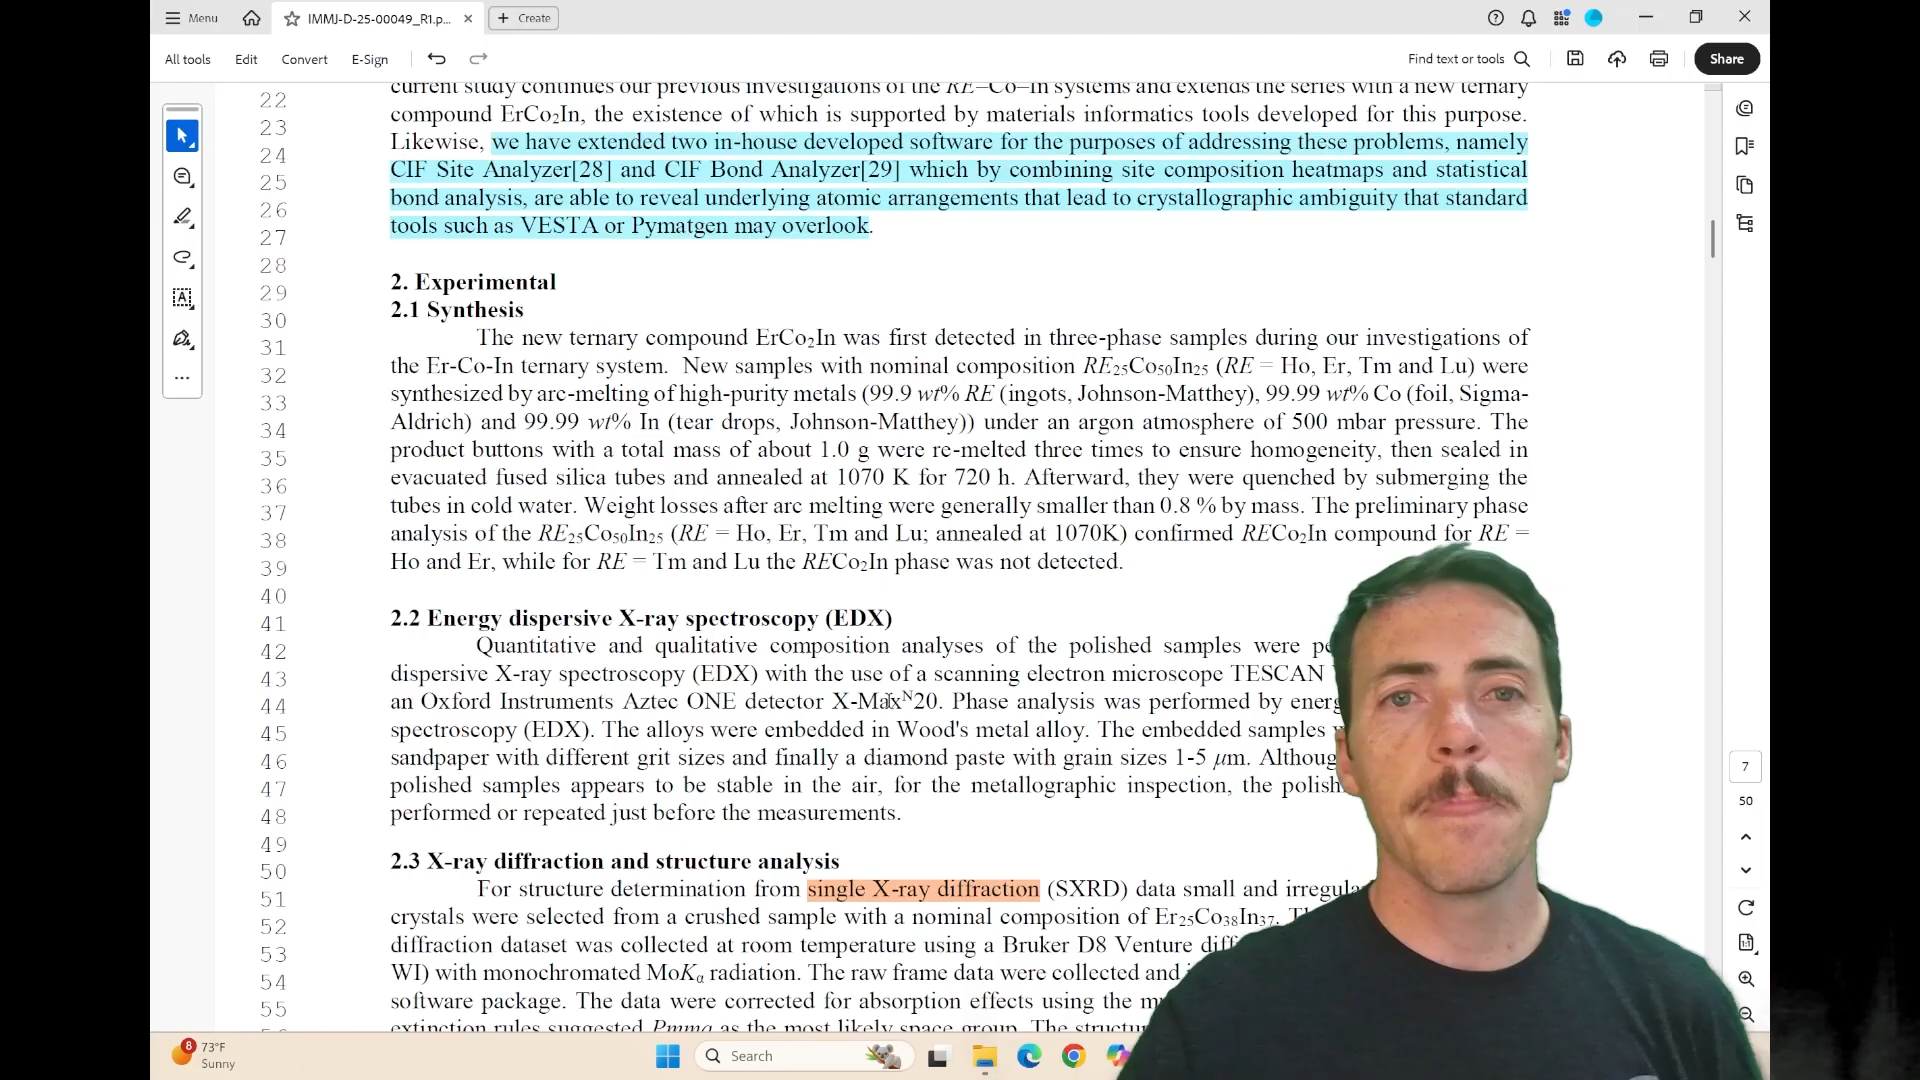 Menu
IMMJ-D-25-00049_R1.p...
Create
All tools
Edit
Convert
E-Sign
Find text or tools
Share
22
current study continues our previous investigations of the RE–Co–In systems and extends the series with a new ternary
23
compound ErCo₂In, the existence of which is supported by materials informatics tools developed for this purpose.
24
Likewise, we have extended two in-house developed software for the purposes of addressing these problems, namely
25
CIF Site Analyzer[28] and CIF Bond Analyzer[29] which by combining site composition heatmaps and statistical
26
bond analysis, are able to reveal underlying atomic arrangements that lead to crystallographic ambiguity that standard
27
tools such as VESTA or Pymatgen may overlook.
28
29
2. Experimental
30
2.1 Synthesis
31
The new ternary compound ErCo₂In was first detected in three-phase samples during our investigations of
32
the Er-Co-In ternary system. New samples with nominal composition RE₂₅Co₅₀In₂₅ (RE = Ho, Er, Tm and Lu) were
33
synthesized by arc-melting of high-purity metals (99.9 wt% RE (ingots, Johnson-Matthey), 99.99 wt% Co (foil, Sigma-
34
Aldrich) and 99.99 wt% In (tear drops, Johnson-Matthey)) under an argon atmosphere of 500 mbar pressure. The
35
product buttons with a total mass of about 1.0 g were re-melted three times to ensure homogeneity, then sealed in
36
evacuated fused silica tubes and annealed at 1070 K for 720 h. Afterward, they were quenched by submerging the
37
tubes in cold water. Weight losses after arc melting were generally smaller than 0.8 % by mass. The preliminary phase
38
analysis of the RE₂₅Co₅₀In₂₅ (RE = Ho, Er, Tm and Lu; annealed at 1070K) confirmed RECo₂In compound for RE =
39
Ho and Er, while for RE = Tm and Lu the RECo₂In phase was not detected.
40
41
2.2 Energy dispersive X-ray spectroscopy (EDX)
42
Quantitative and qualitative composition analyses of the polished samples were
43
dispersive X-ray spectroscopy (EDX) with the use of a scanning electron microscope TESCAN
44
an Oxford Instruments Aztec ONE detector X-Maxᴺ20. Phase analysis was performed by
45
spectroscopy (EDX). The alloys were embedded in Wood's metal alloy. The embedded samples
46
sandpaper with different grit sizes and finally a diamond paste with grain sizes 1-5 μm.
47
polished samples appears to be stable in the air, for the metallographic inspection, the
48
performed or repeated just before the measurements.
49
50
2.3 X-ray diffraction and structure analysis
51
For structure determination from single X-ray diffraction (SXRD) data small and
52
crystals were selected from a crushed sample with a nominal composition of Er₂₅Co₃₈In₃₇.
53
diffraction dataset was collected at room temperature using a Bruker D8 Venture
54
WI) with monochromated MoKα radiation. The raw frame data were collected and
55
software package. The data were corrected for absorption effects using the
extinction rules suggested Pmma as the most likely space group. The
7
50
8
73°F
Sunny
Search